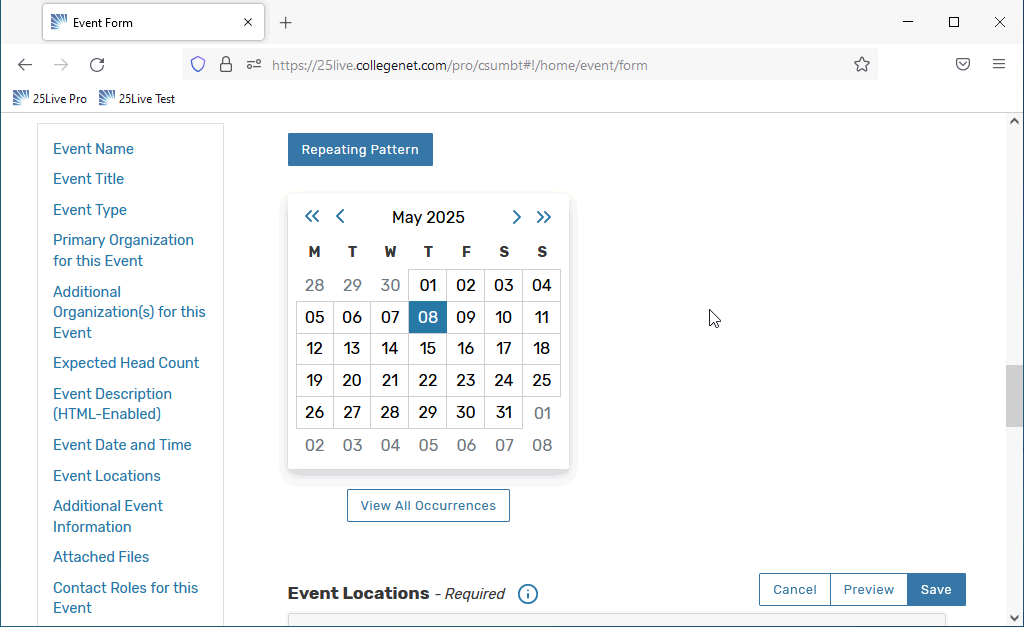 Event Form
https://25live.collegenet.com/pro/csumbt#!/home/event/form
25Live Pro 25Live Test
Event Name
Event Title
Event Type
Primary Organization
for this Event
Additional
Organization(s) for this
Event
Expected Head Count
Event Description
(HTML-Enabled)
Event Date and Time
Event Locations
Additional Event
Information
Attached Files
Contact Roles for this
Event
Repeating Pattern
May 2025
M T W T F S S
28 29 30 01 02 03 04
05 06 07 08 09 10 11
12 13 14 15 16 17 18
19 20 21 22 23 24 25
26 27 28 29 30 31 01
02 03 04 05 06 07 08
View All Occurrences
Event Locations - Required
Cancel Preview Save